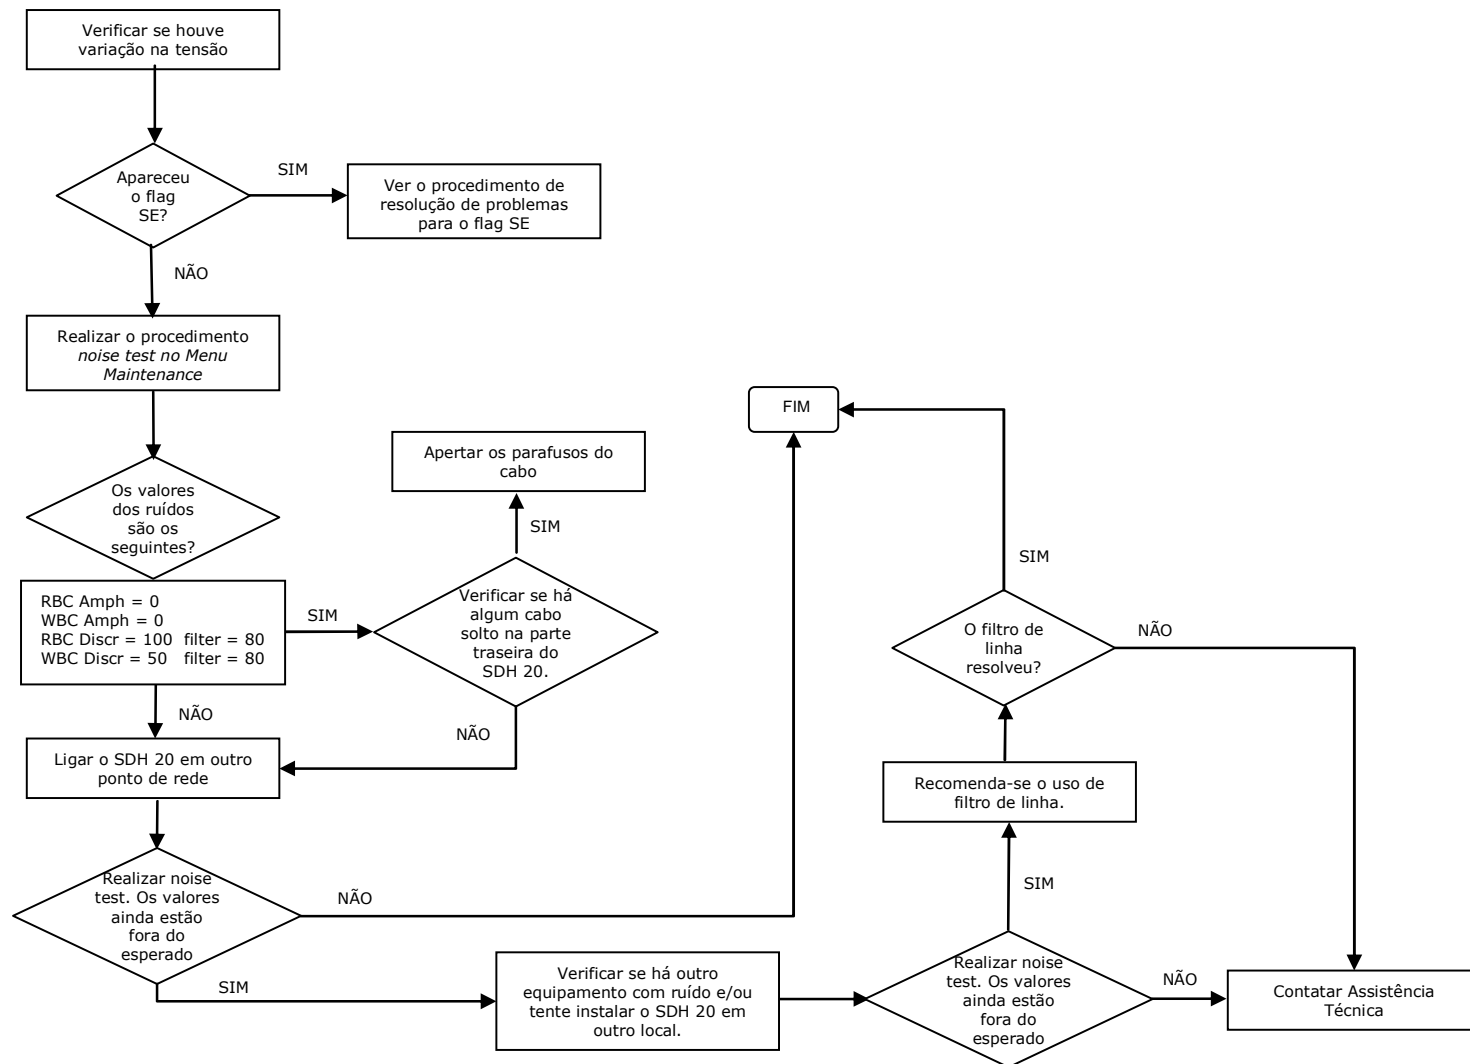 Verificar se houve
variação na tensão
Apareceu
o flag
SE?
SIM
Ver o procedimento de
resolução de problemas
para o flag SE
NÃO
Realizar o procedimento
noise test no Menu
Maintenance
Os valores
dos ruídos
são os
seguintes?
RBC Amph = 0
WBC Amph = 0
RBC Discr = 100 filter = 80
WBC Discr = 50 filter = 80
SIM
Verificar se há
algum cabo
solto na parte
traseira do
SDH 20.
SIM
Apertar os parafusos do
cabo
NÃO
NÃO
Ligar o SDH 20 em outro
ponto de rede
Realizar noise
test. Os valores
ainda estão
fora do
esperado
NÃO
FIM
SIM
Verificar se há outro
equipamento com ruído e/ou
tente instalar o SDH 20 em
outro local.
Realizar noise
test. Os valores
ainda estão
fora do
esperado
NÃO
Contatar Assistência
Técnica
SIM
Recomenda-se o uso de
filtro de linha.
O filtro de
linha
resolveu?
SIM
NÃO